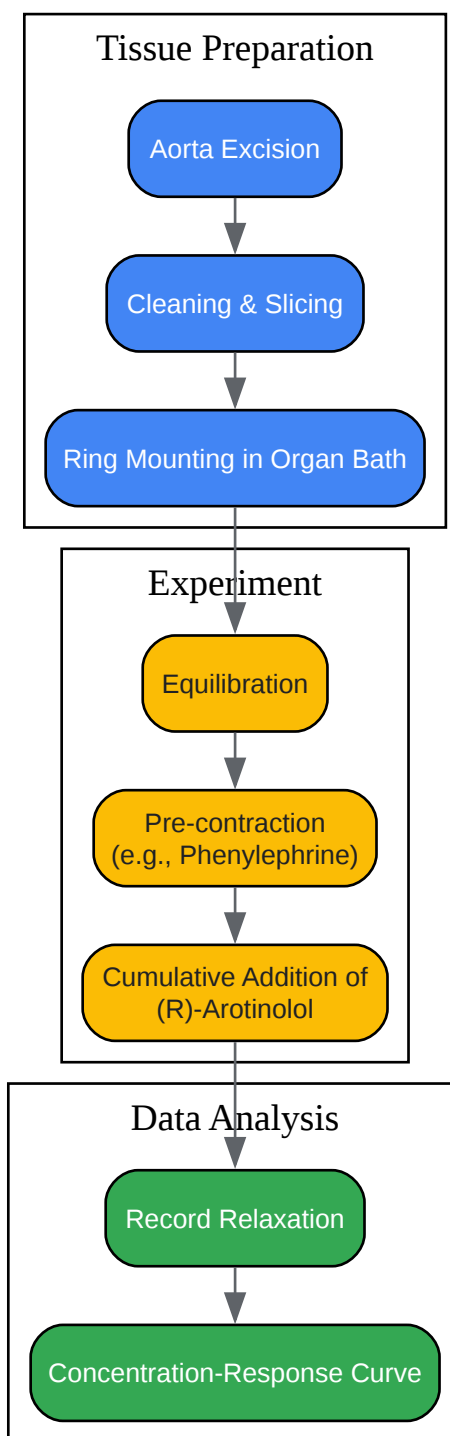 Tissue Preparation
Aorta Excision
Cleaning & Slicing
Ring Mounting in Organ Bath
Experiment
Equilibration
Pre-contraction
(e.g., Phenylephrine)
Cumulative Addition of
(R)-Arotinolol
Data Analysis
Record Relaxation
Concentration-Response Curve